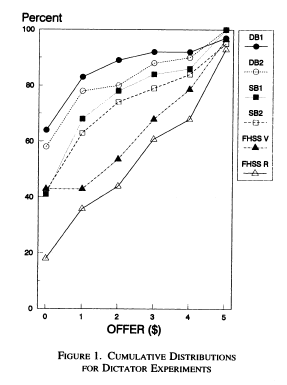 Percent
100
80
60
40
20
0
0 1 2 3 4 5
OFFER ($)
DB1
DB2
SB1
SB2
FHSS V
FHSS R
FIGURE 1. CUMULATIVE DISTRIBUTIONS
FOR DICTATOR EXPERIMENTS